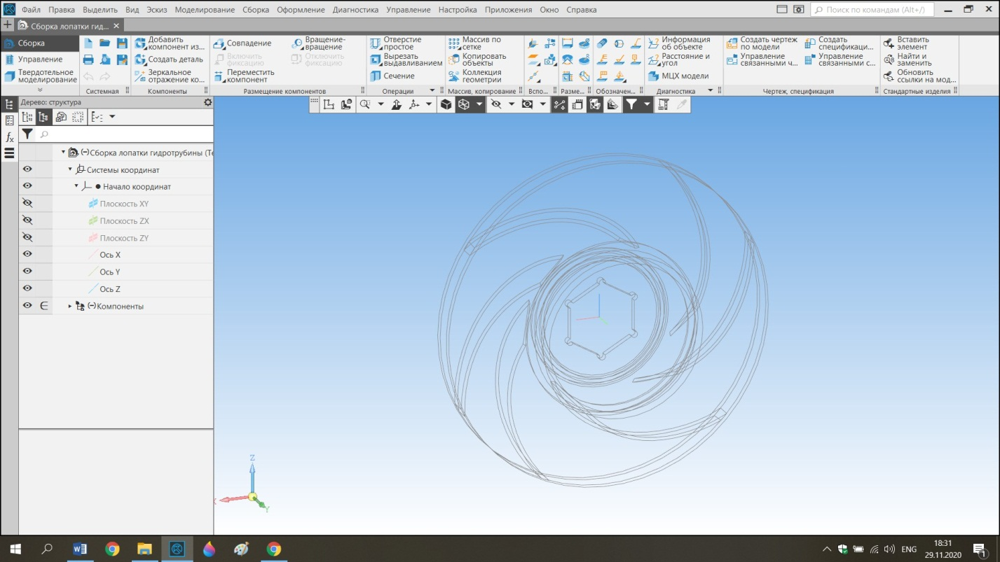 Файл Правка Выделить Вид Эскиз Моделирование Сборка Оформление Диагностика Управление Настройка Приложения Окно Справка
Поиск по командам (Alt+/)
Сборка лопатки гид...
Сборка
Управление
Твердотельное моделирование
Системная
Добавить компонент из...
Создать деталь
Зеркальное отражение ко...
Компоненты
Совпадение
Включить фиксацию
Переместить компонент
Вращение-вращение
Отключить фиксацию
Размещение компонентов
Отверстие простое
Вырезать выдавливанием
Сечение
Операции
Массив по сетке
Копировать объекты
Коллекция геометрии
Массив, копирование
Вспо...
Разме...
Обозначен...
Информация об объекте
Расстояние и угол
МЦХ модели
Диагностика
Создать чертеж по модели
Управление связанными ч...
Создать спецификаци...
Управление связанными с...
Чертеж, спецификация
Вставить элемент
Найти и заменить
Обновить ссылки на мод...
Стандартные изделия
Дерево: структура
(-)Сборка лопатки гидротрубины (Те
Системы координат
Начало координат
Плоскость XY
Плоскость ZX
Плоскость ZY
Ось X
Ось Y
Ось Z
(-)Компоненты
Z
X
Y
ENG
18:31
29.11.2020
1